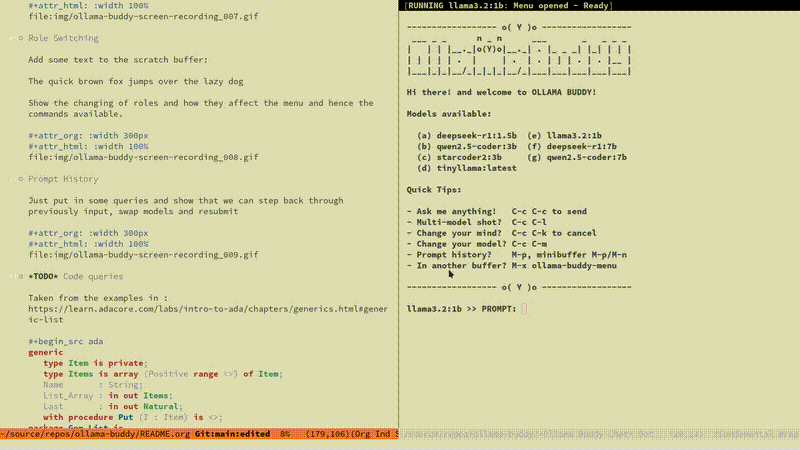 #+attr_html: :width 100%
file:img/ollama-buddy-screen-recording_007.gif
Role Switching
Add some text to the scratch buffer:
The quick brown fox jumps over the lazy dog
Show the changing of roles and how they affect the menu and hence the
commands available.
#+attr_org: :width 300px
#+attr_html: :width 100%
file:img/ollama-buddy-screen-recording_008.gif
Prompt History
Just put in some queries and show that we can step back through
previously input, swap models and resubmit
#+attr_org: :width 300px
#+attr_html: :width 100%
file:img/ollama-buddy-screen-recording_009.gif
*TODO* Code queries
Taken from the examples in :
https://learn.adacore.com/labs/intro-to-ada/chapters/generics.html#gener
ic-list
#+begin_src ada
generic
type Item is private;
type Items is array (Positive range <>) of Item;
Name : String;
List_Array : in out Items;
Last : in out Natural;
with procedure Put (I : Item) is <>;
package Gen_List is
~/source/repos/ollama-buddy/README.org Git:main:edited 8% (179,106)(Org Ind S
[RUNNING llama3.2:1b: Menu opened - Ready]
o( Y )o
Hi there! and welcome to OLLAMA BUDDY!
Models available:
(a) deepseek-r1:1.5b (e) llama3.2:1b
(b) qwen2.5-coder:3b (f) deepseek-r1:7b
(c) starcoder2:3b (g) qwen2.5-coder:7b
(d) tinyllama:latest
Quick Tips:
- Ask me anything! C-c C-c to send
- Multi-model shot? C-c C-l
- Change your mind? C-c C-k to cancel
- Change your model? C-c C-m
- Prompt history? M-p, minibuffer M-p/M-n
- In another buffer? M-x ollama-buddy-menu
o( Y )o
llama3.2:1b >> PROMPT: